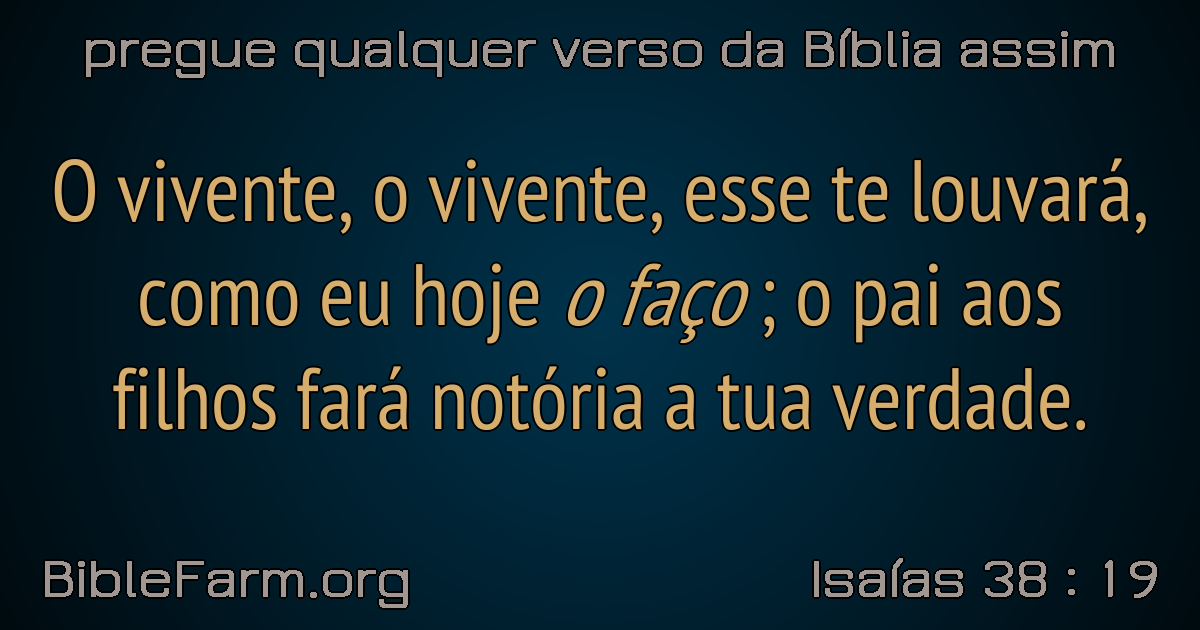 pregue qualquer verso da Bíblia assim
O vivente, o vivente, esse te louvará,
como eu hoje o faço ; o pai aos
filhos fará notória a tua verdade.
BibleFarm.org
Isaías 38 : 19